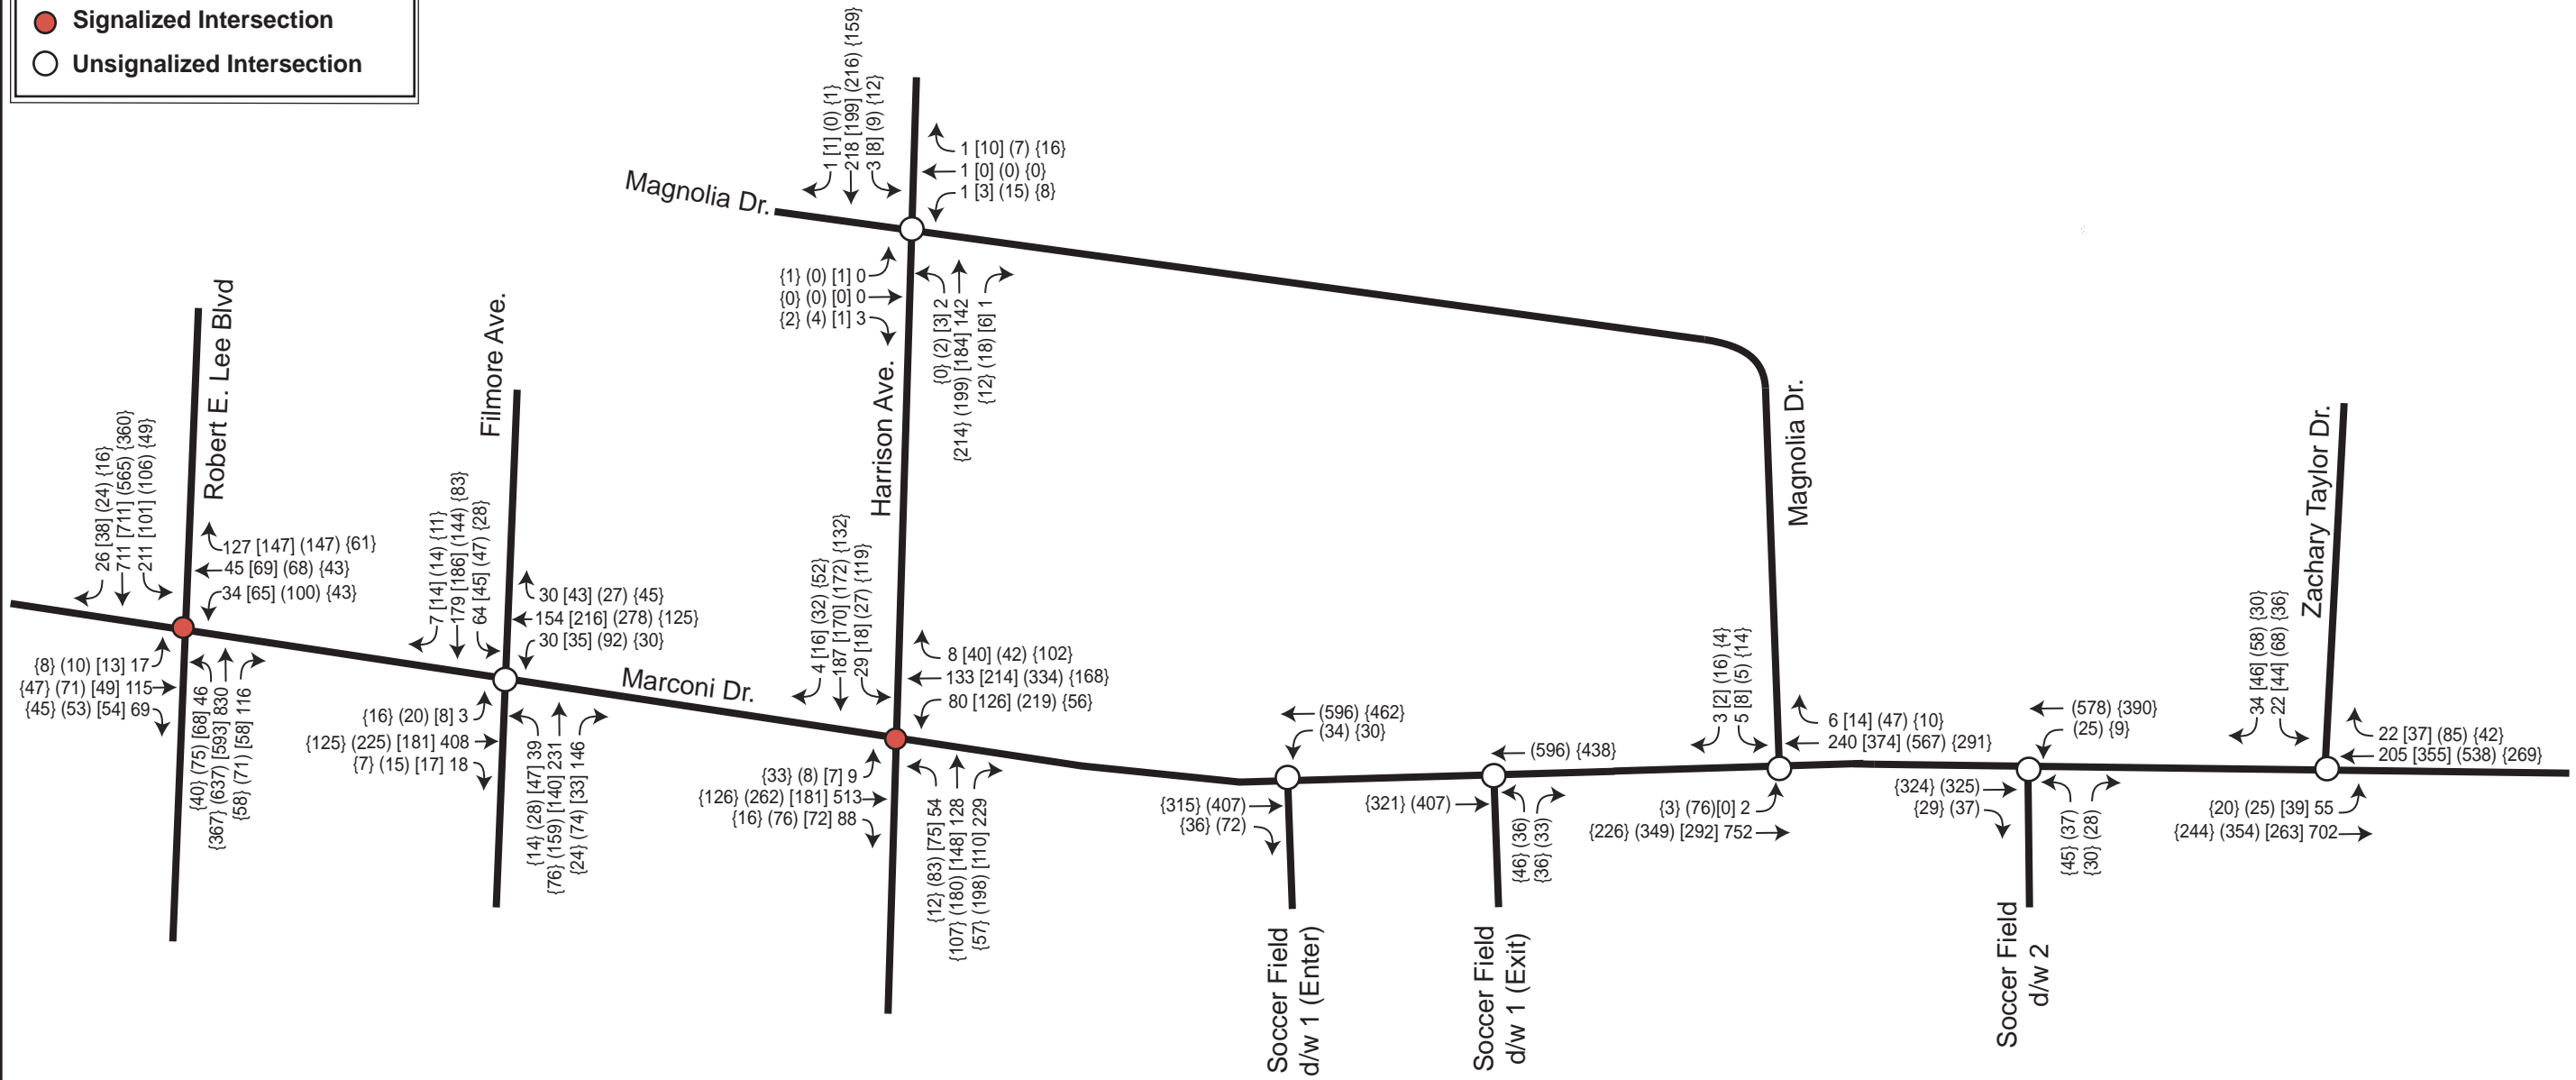 Signalized Intersection
Unsignalized Intersection
1 [1] (0) {1}
218 [199] (216) {159}
3 [8] (9) {12}
1 [10] (7) {16}
1 [0] (0) {0}
1 [3] (15) {8}
Magnolia Dr.
{1} (0) [1] 0
{0} (0) [0] 0
{2} (4) [1] 3
{0} (2) [3] 2
{214} (199) [184] 142
{12} (18) [6] 1
Robert E. Lee Blvd
26 [38] (24) {16}
711 [711] (565) {360}
211 [101] (106) {49}
127 [147] (147) {61}
45 [69] (68) {43}
34 [65] (100) {43}
{8} (10) [13] 17
{47} (71) [49] 115
{45} (53) [54] 69
{40} (75) [68] 46
{367} (637) [593] 830
{58} (71) [58] 116
Filmore Ave.
7 [14] (14) {11}
179 [186] (144) {83}
64 [45] (47) {28}
30 [43] (27) {45}
154 [216] (278) {125}
30 [35] (92) {30}
{16} (20) [8] 3
{125} (225) [181] 408
{7} (15) [17] 18
{14} (28) [47] 39
{76} (159) [140] 231
{24} (74) [33] 146
Marconi Dr.
Harrison Ave.
4 [16] (32) {52}
187 [170] (172) {132}
29 [18] (27) {119}
8 [40] (42) {102}
133 [214] (334) {168}
80 [126] (219) {56}
{33} (8) [7] 9
{126} (262) [181] 513
{16} (76) [72] 88
{12} (83) [75] 54
{107} (180) [148] 128
{57} (198) [110] 229
(596) {462}
(34) {30}
{315} (407)
{36} (72)
Soccer Field
d/w 1 (Enter)
(596) {438}
{321} (407)
{46} (36)
{36} (33)
Soccer Field
d/w 1 (Exit)
Magnolia Dr.
3 [2] (16) {4}
5 [8] (5) {14}
6 [14] (47) {10}
240 [374] (567) {291}
{3} (76)[0] 2
{226} (349) [292] 752
(578) {390}
(25) {9}
{324} (325)
{29} (37)
{45} (37)
{30} (28)
Soccer Field
d/w 2
Zachary Taylor Dr.
34 [46] (58) {30}
22 [44] (68) {36}
22 [37] (85) {42}
205 [355] (538) {269}
{20} (25) [39] 55
{244} (354) [263] 702